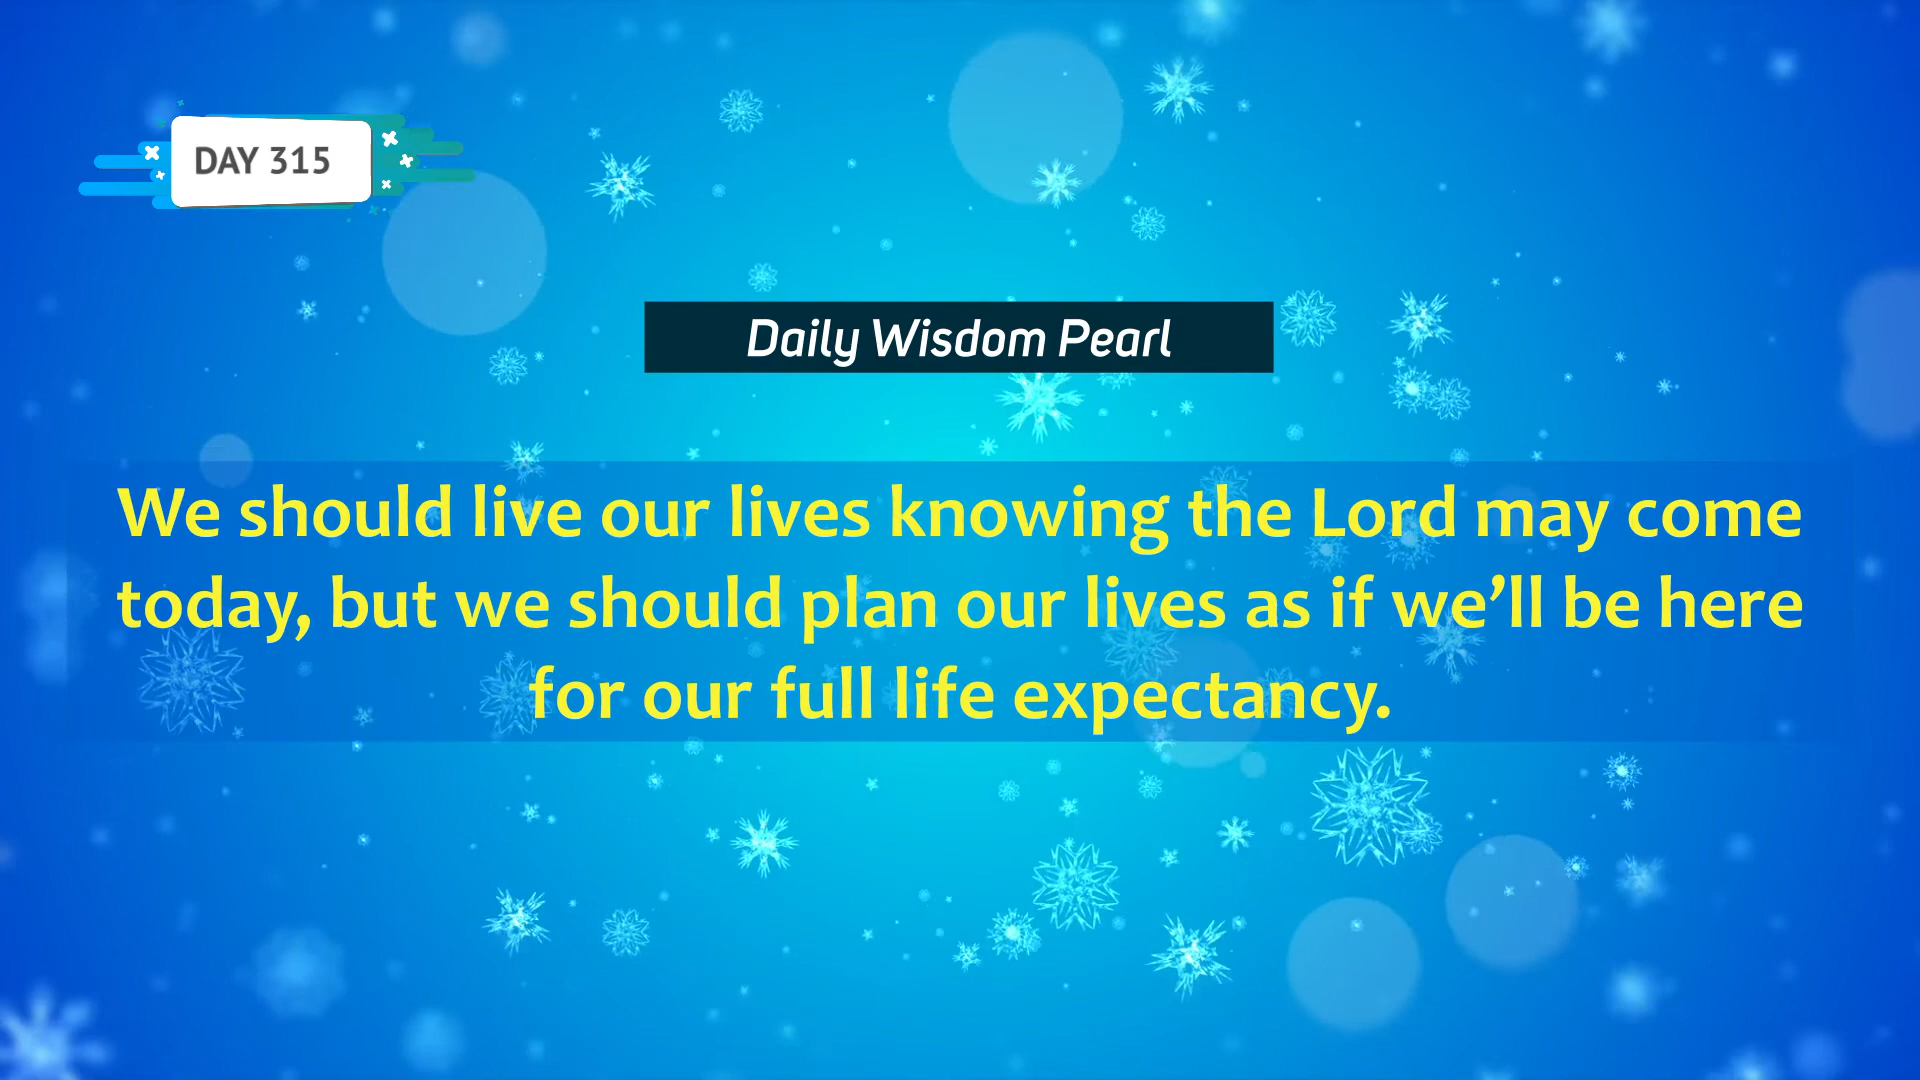 DAY 315
Daily Wisdom Pearl
We should live our lives knowing the Lord may come
today, but we should plan our lives as if we’ll be here
for our full life expectancy.